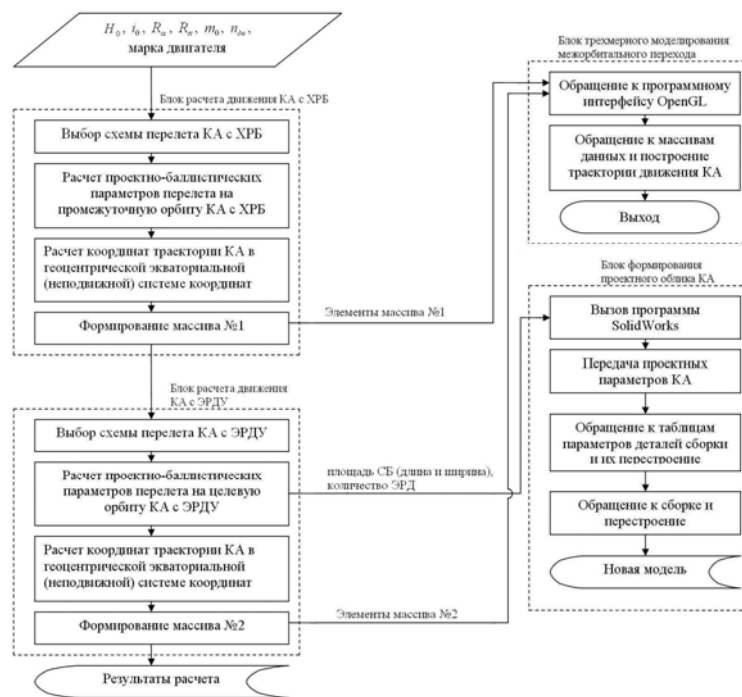 H₀, i₀, Rα, Rπ, m₀, nдв,
марка двигателя
Блок расчета движения КА с ХРБ
Выбор схемы перелета КА с ХРБ
Расчет проектно-баллистических
параметров перелета на
промежуточную орбиту КА с ХРБ
Расчет координат траектории КА в
геоцентрической экваториальной
(неподвижной) системе координат
Формирование массива №1
Элементы массива №1
Блок расчета движения
КА с ЭРДУ
Выбор схемы перелета КА с ЭРДУ
Расчет проектно-баллистических
параметров перелета на целевую
орбиту КА с ЭРДУ
площадь СБ (длина и ширина),
количество ЭРД
Расчет координат траектории КА в
геоцентрической экваториальной
(неподвижной) системе координат
Формирование массива №2
Элементы массива №2
Результаты расчета
Блок трехмерного моделирования
межорбитального перехода
Обращение к программному
интерфейсу OpenGL
Обращение к массивам
данных и построение
траектории движения КА
Выход
Блок формирования
проектного облика КА
Вызов программы
SolidWorks
Передача проектных
параметров КА
Обращение к таблицам
параметров деталей сборки
и их перестроение
Обращение к сборке и
перестроение
Новая модель